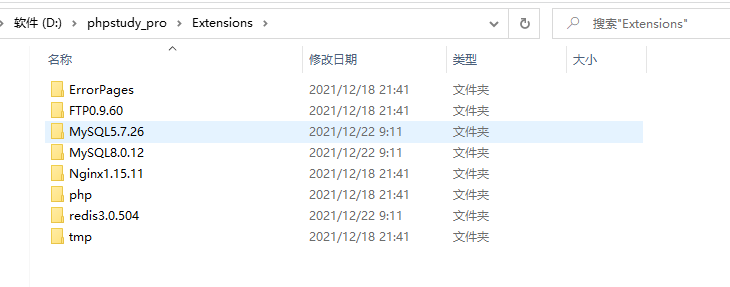 软件 (D:) phpstudy_pro Extensions 搜索"Extensions"
名称 修改日期 类型 大小
ErrorPages 2021/12/18 21:41 文件夹
FTP0.9.60 2021/12/18 21:41 文件夹
MySQL5.7.26 2021/12/22 9:11 文件夹
MySQL8.0.12 2021/12/22 9:11 文件夹
Nginx1.15.11 2021/12/18 21:41 文件夹
php 2021/12/18 21:41 文件夹
redis3.0.504 2021/12/22 9:11 文件夹
tmp 2021/12/18 21:41 文件夹